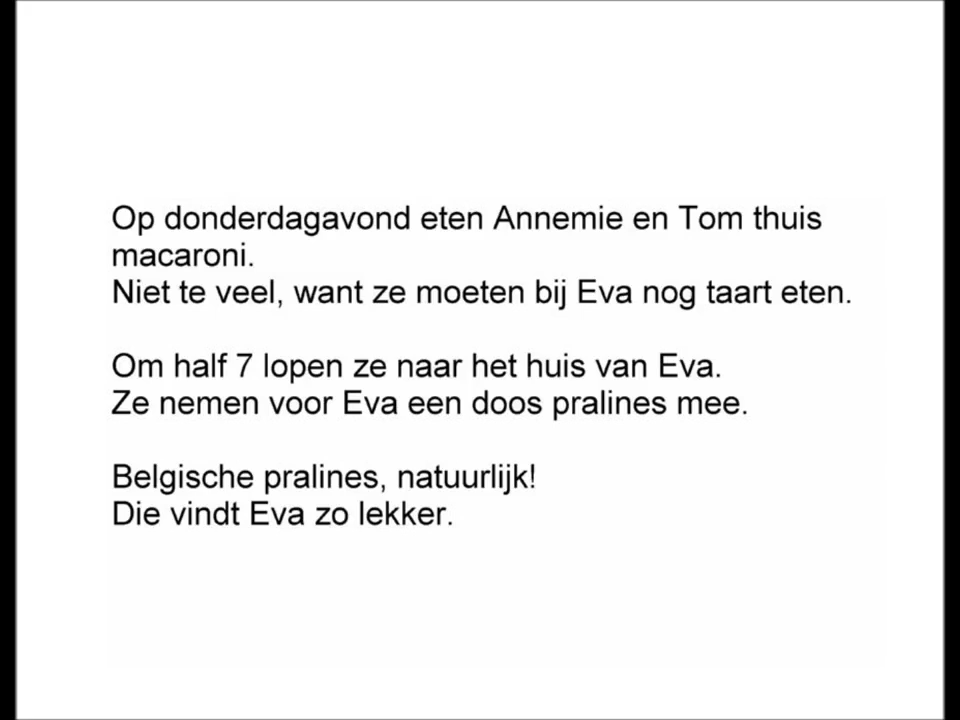 Op donderdagavond eten Annemie en Tom thuis
macaroni.
Niet te veel, want ze moeten bij Eva nog taart eten.
Om half 7 lopen ze naar het huis van Eva.
Ze nemen voor Eva een doos pralines mee.
Belgische pralines, natuurlijk!
Die vindt Eva zo lekker.